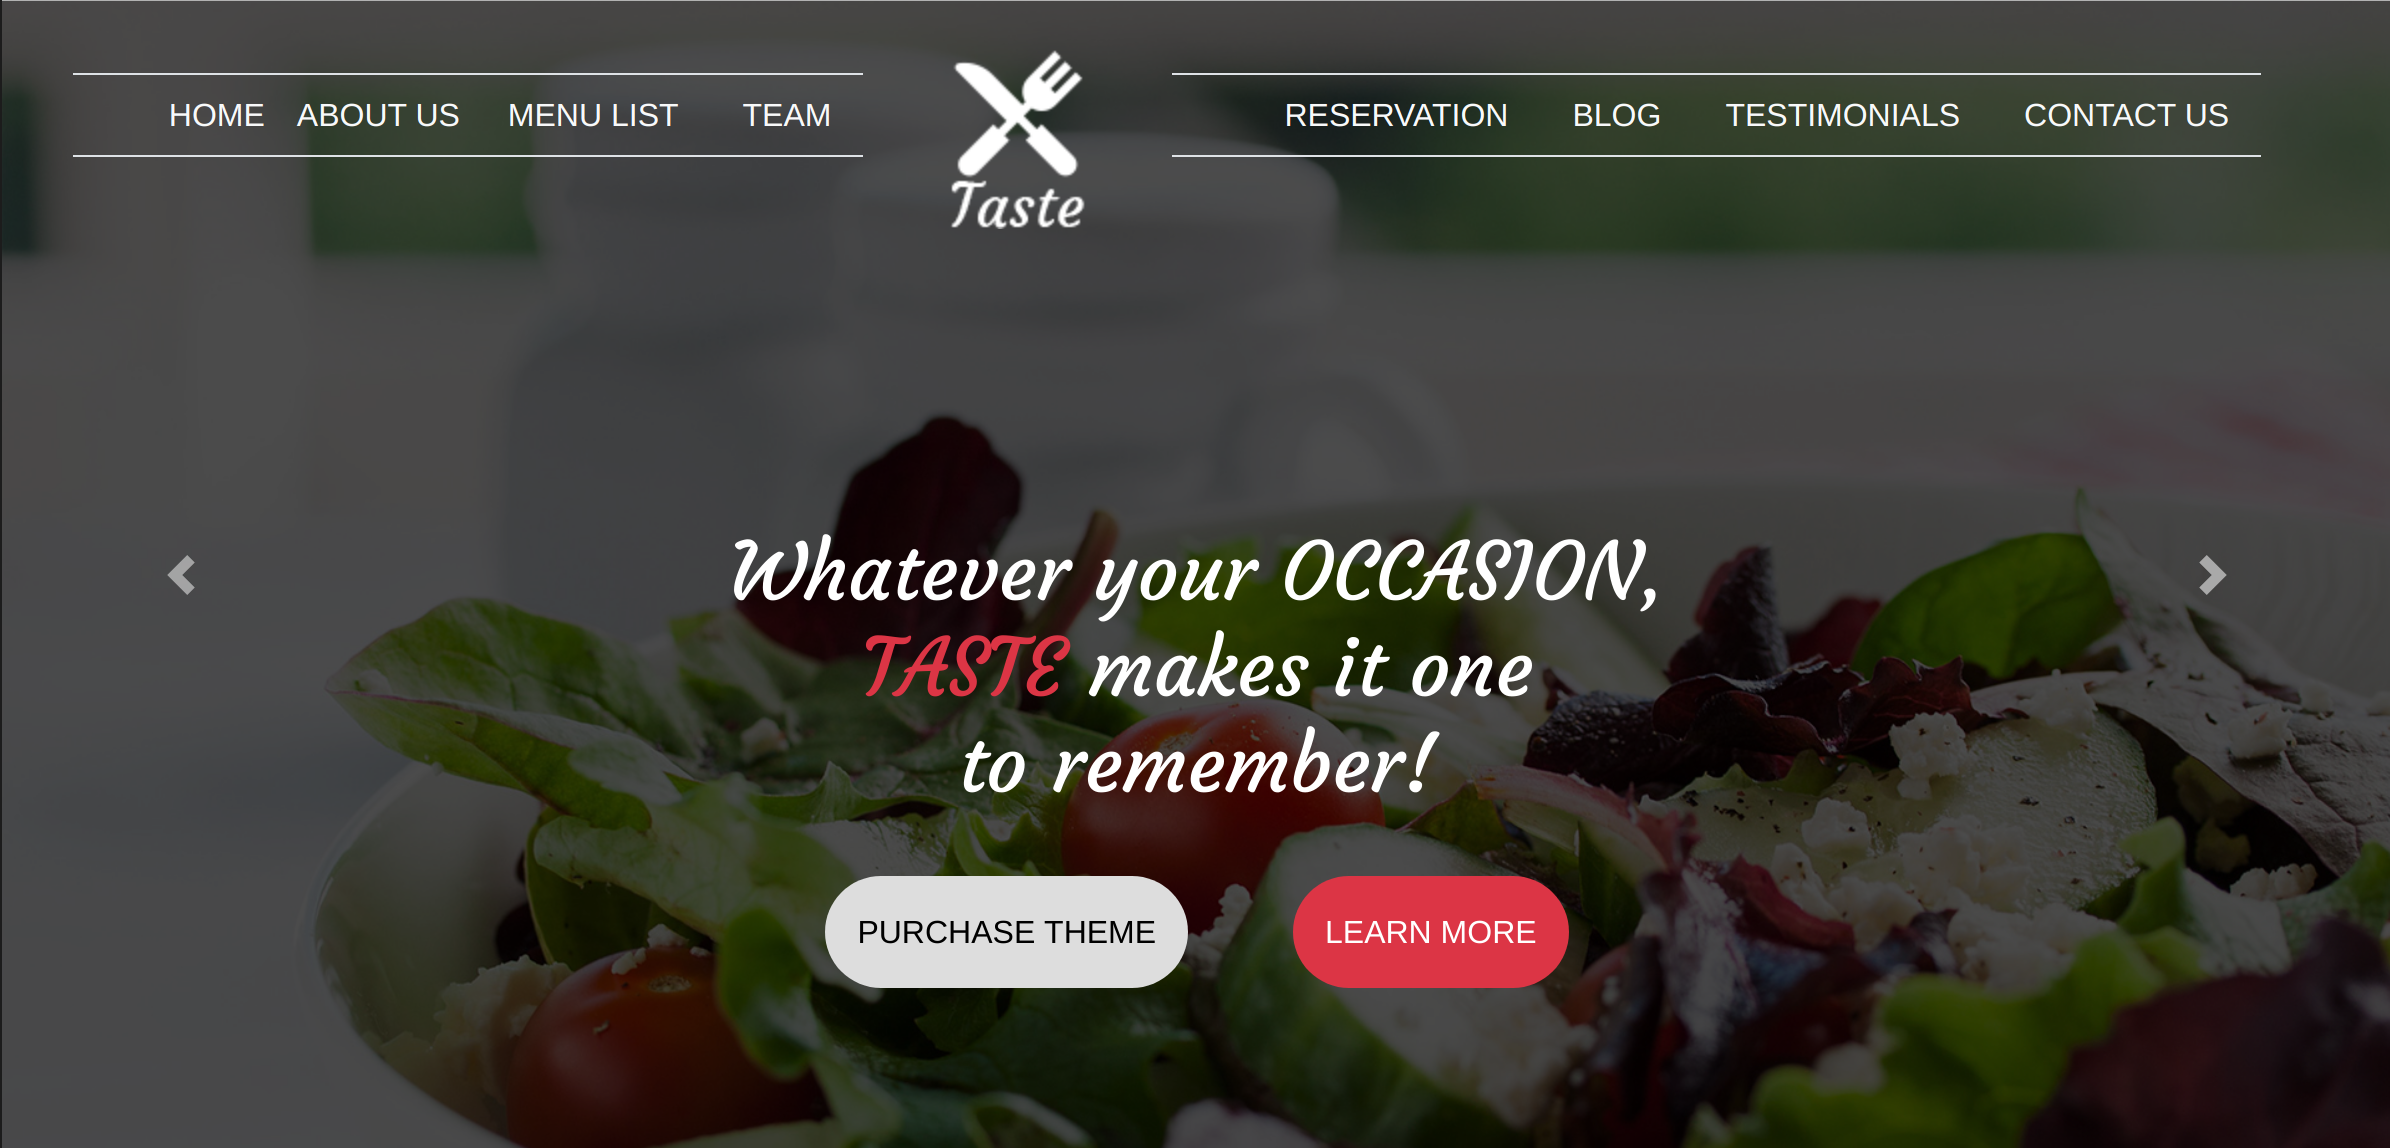 HOME ABOUT US MENU LIST TEAM
Taste
RESERVATION BLOG TESTIMONIALS CONTACT US
Whatever your OCCASION,
TASTE makes it one
to remember!
PURCHASE THEME
LEARN MORE